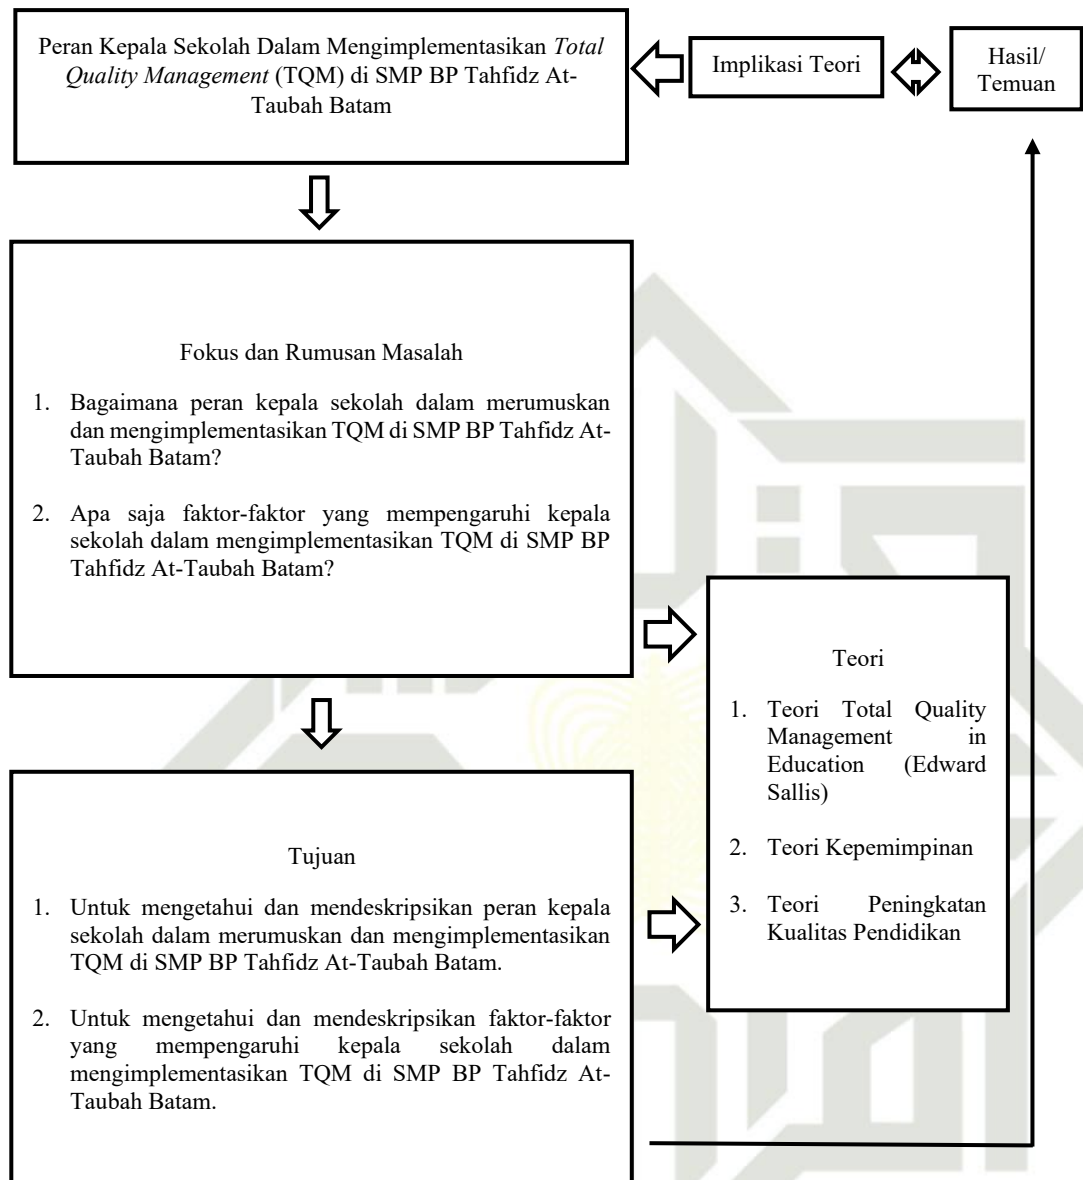 Peran Kepala Sekolah Dalam Mengimplementasikan Total
Quality Management (TQM) di SMP BP Tahfidz At-
Taubah Batam
Implikasi Teori
Hasil/
Temuan
Fokus dan Rumusan Masalah
1. Bagaimana peran kepala sekolah dalam merumuskan
dan mengimplementasikan TQM di SMP BP Tahfidz At-
Taubah Batam?
2. Apa saja faktor-faktor yang mempengaruhi kepala
sekolah dalam mengimplementasikan TQM di SMP BP
Tahfidz At-Taubah Batam?
Teori
1. Teori Total Quality
Management in
Education (Edward
Sallis)
2. Teori Kepemimpinan
3. Teori Peningkatan
Kualitas Pendidikan
Tujuan
1. Untuk mengetahui dan mendeskripsikan peran kepala
sekolah dalam merumuskan dan mengimplementasikan
TQM di SMP BP Tahfidz At-Taubah Batam.
2. Untuk mengetahui dan mendeskripsikan faktor-faktor
yang mempengaruhi kepala sekolah dalam
mengimplementasikan TQM di SMP BP Tahfidz At-
Taubah Batam.